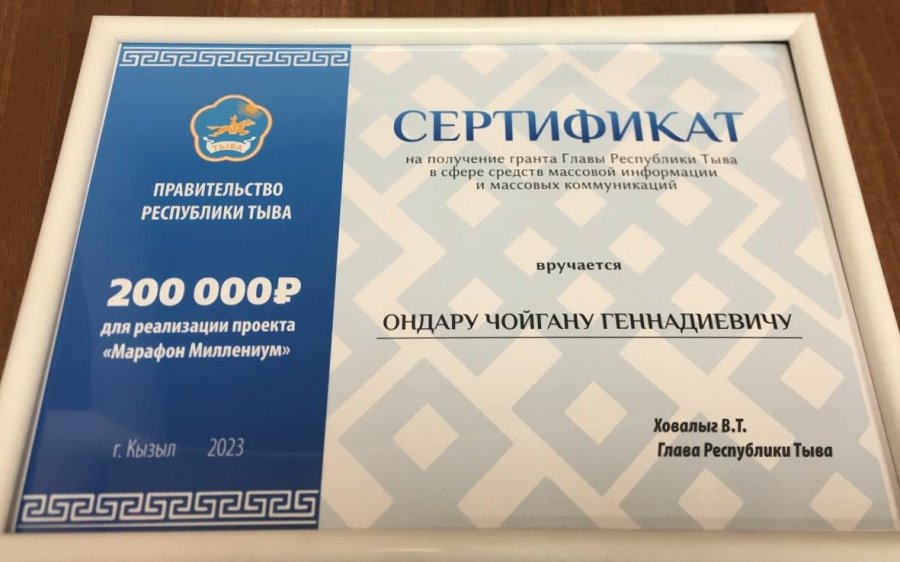 ТЫВА
ПРАВИТЕЛЬСТВО
РЕСПУБЛИКИ ТЫВА
200 000₽
для реализации проекта
«Марафон Миллениум»
г. Кызыл 2023
СЕРТИФИКАТ
на получение гранта Главы Республики Тыва
в сфере средств массовой информации
и массовых коммуникаций
вручается
ОНДАРУ ЧОЙГАНУ ГЕННАДИЕВИЧУ
Ховалыг В.Т.
Глава Республики Тыва